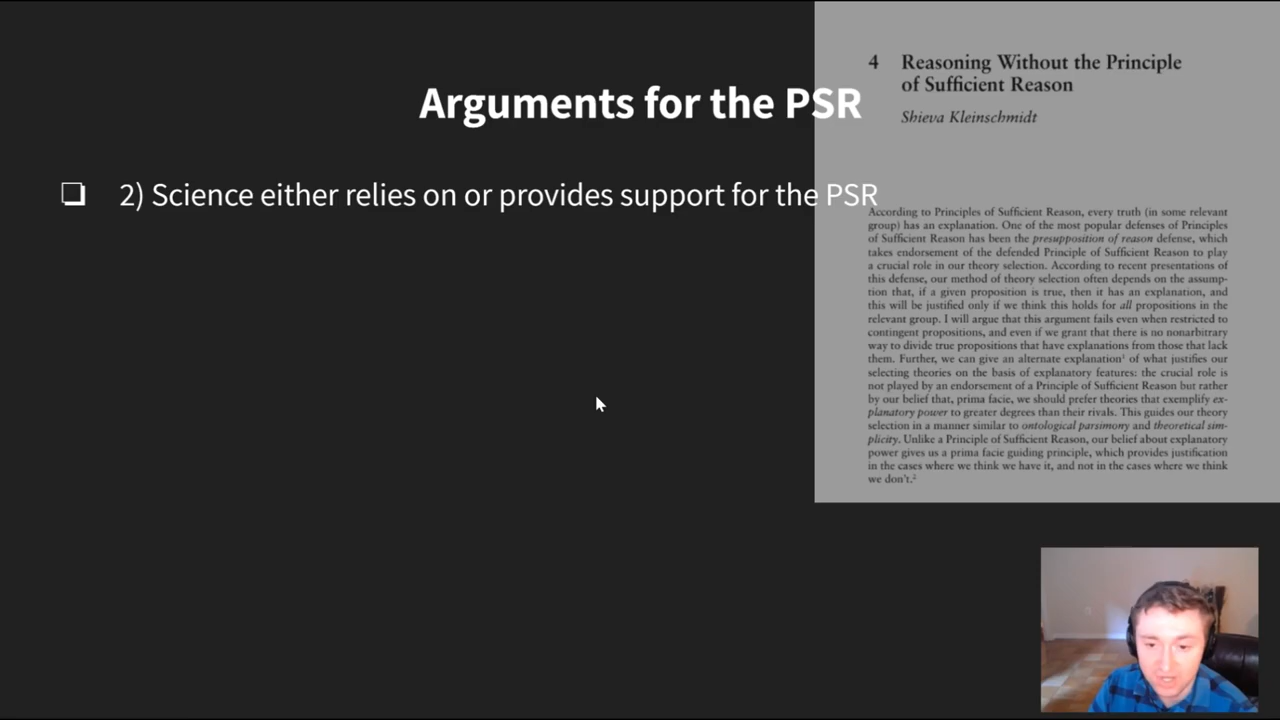 Arguments for the PSR
❏ 2) Science either relies on or provides support for the PSR
4 Reasoning Without the Principle
of Sufficient Reason
Shieva Kleinschmidt
According to Principles of Sufficient Reason, every truth (in some relevant
group) has an explanation. One of the most popular defenses of Principles
of Sufficient Reason has been the presupposition of reason defense, which
takes endorsement of the defended Principle of Sufficient Reason to play
a crucial role in our theory selection. According to recent presentations of
this defense, our method of theory selection often depends on the assump-
tion that, if a given proposition is true, then it has an explanation, and
this will be justified only if we think this holds for all propositions in the
relevant group. I will argue that this argument fails even when restricted to
contingent propositions, and even if we grant that there is no nonarbitrary
way to divide true propositions that have explanations from those that lack
them. Further, we can give an alternate explanation¹ of what justifies our
selecting theories on the basis of explanatory features: the crucial role is
not played by an endorsement of a Principle of Sufficient Reason but rather
by our belief that, prima facie, we should prefer theories that exemplify ex-
planatory power to greater degrees than their rivals. This guides our theory
selection in a manner similar to ontological parsimony and theoretical sim-
plicity. Unlike a Principle of Sufficient Reason, our belief about explanatory
power gives us a prima facie guiding principle, which provides justification
in the cases where we think we have it, and not in the cases where we think
we don't.²